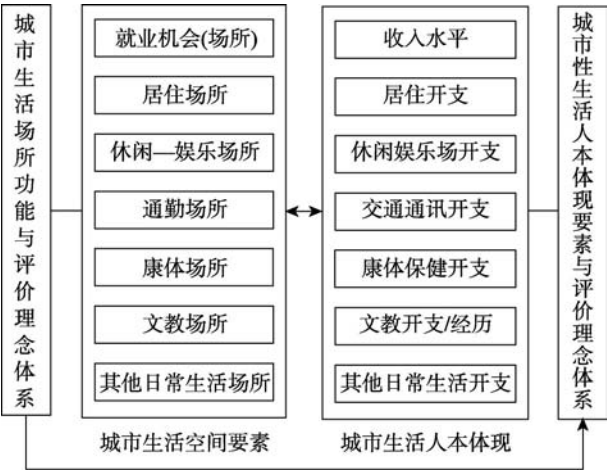 城市生活场所功能与评价理念体系
就业机会(场所)
居住场所
休闲—娱乐场所
通勤场所
康体场所
文教场所
其他日常生活场所
城市生活空间要素
收入水平
居住开支
休闲娱乐场开支
交通通讯开支
康体保健开支
文教开支/经历
其他日常生活开支
城市生活人本体现
城市性生活人本体现要素与评价理念体系